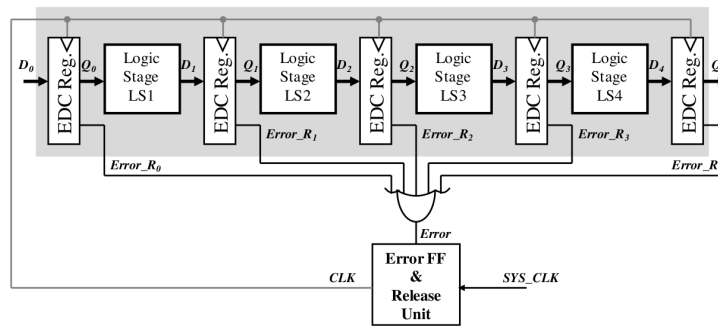 D0 EDC Reg. Q0 Logic Stage LS1 D1 EDC Reg. Q1 Logic Stage LS2 D2 EDC Reg. Q2 Logic Stage LS3 D3 EDC Reg. Q3 Logic Stage LS4 D4 EDC Reg. Q
Error_R0 Error_R1 Error_R2 Error_R3 Error_R
Error
CLK
Error FF
&
Release
Unit
SYS_CLK